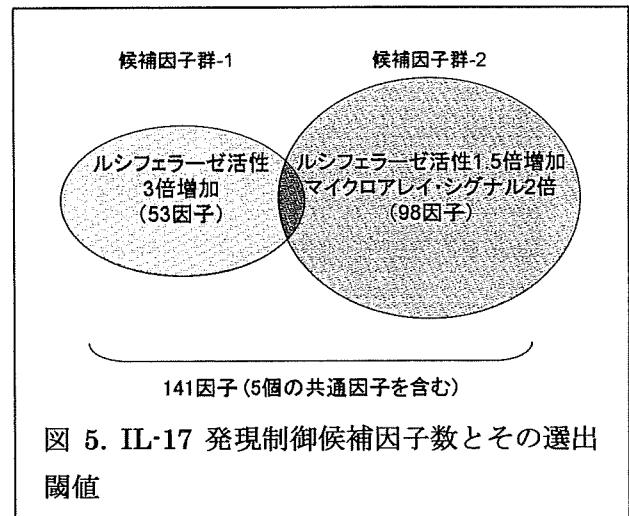 候補因子群-1
候補因子群-2
ルシフェラーゼ活性
3倍増加
(53因子)
ルシフェラーゼ活性1.5倍増加
マイクロアレイ・シグナル2倍
(98因子)
141因子(5個の共通因子を含む)
図 5. IL-17 発現制御候補因子数とその選出
閾値